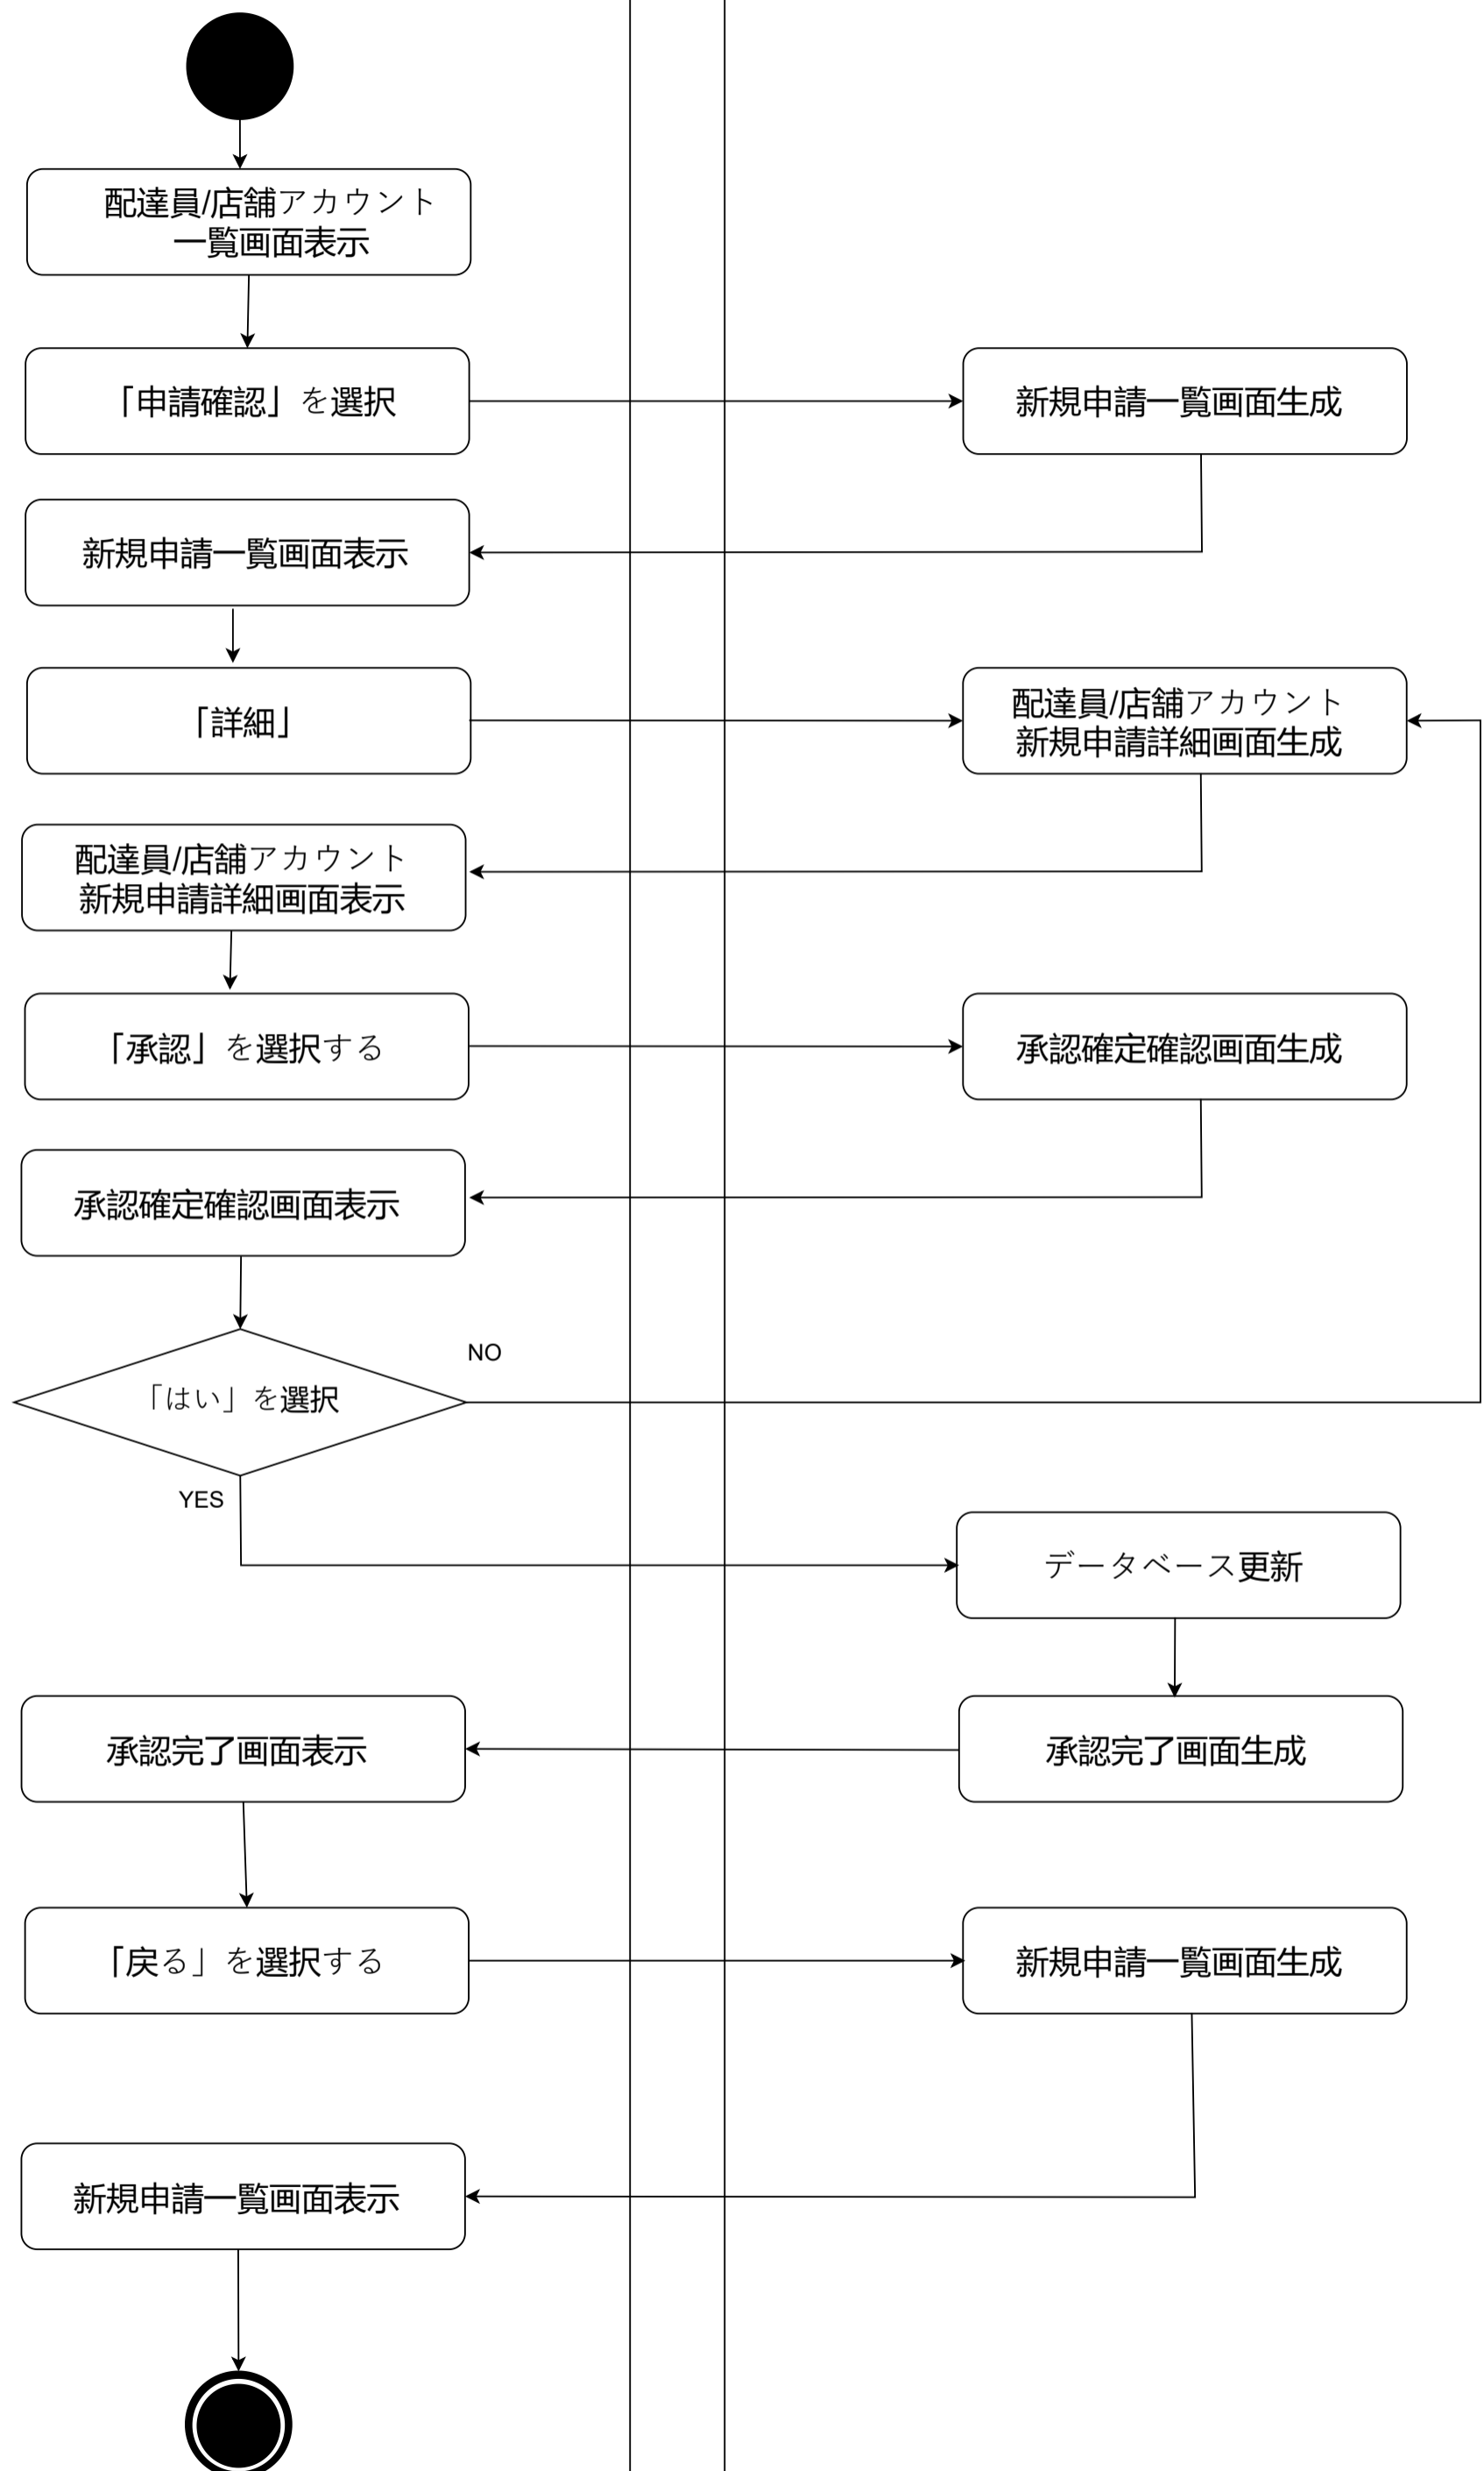 配達員/店舗アカウント
一覧画面表示
「申請確認」を選択
新規申請一覧画面生成
新規申請一覧画面表示
「詳細」
配達員/店舗アカウント
新規申請詳細画面生成
配達員/店舗アカウント
新規申請詳細画面表示
「承認」を選択する
承認確定確認画面生成
承認確定確認画面表示
NO
「はい」を選択
YES
データベース更新
承認完了画面表示
承認完了画面生成
「戻る」を選択する
新規申請一覧画面生成
新規申請一覧画面表示